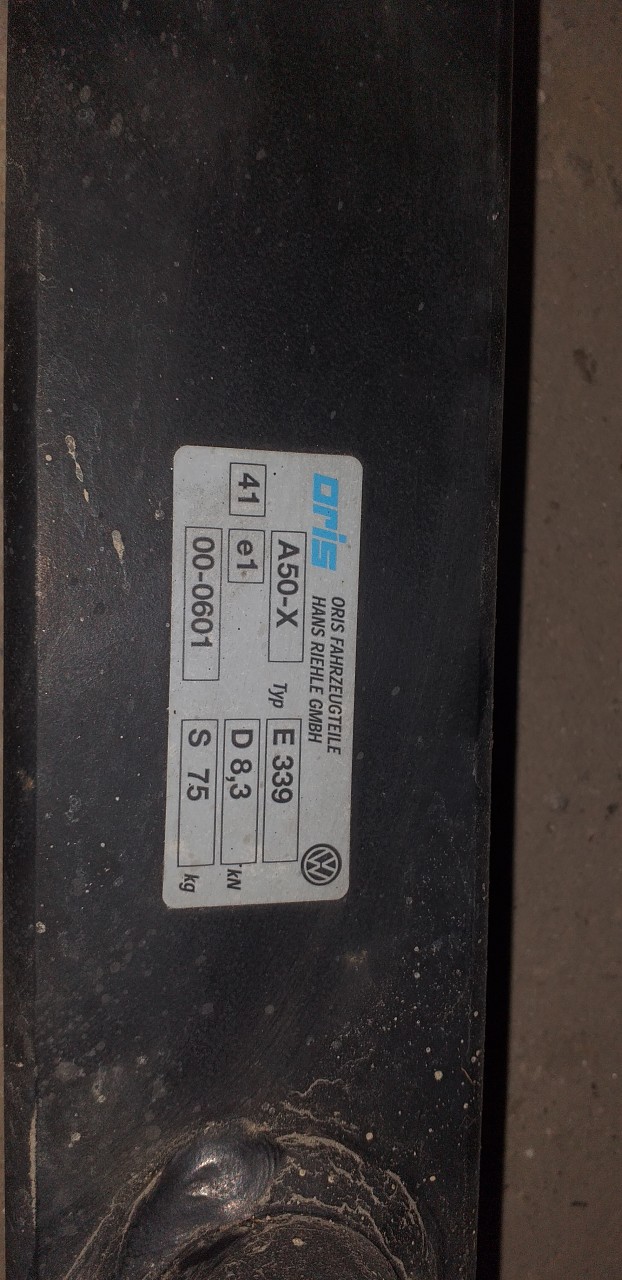 oris
ORIS FAHRZEUGTEILE
HANS RIEHLE GMBH
A50-X Typ E 339
41 e1 D 8,3 kN
00-0601 S 75 kg